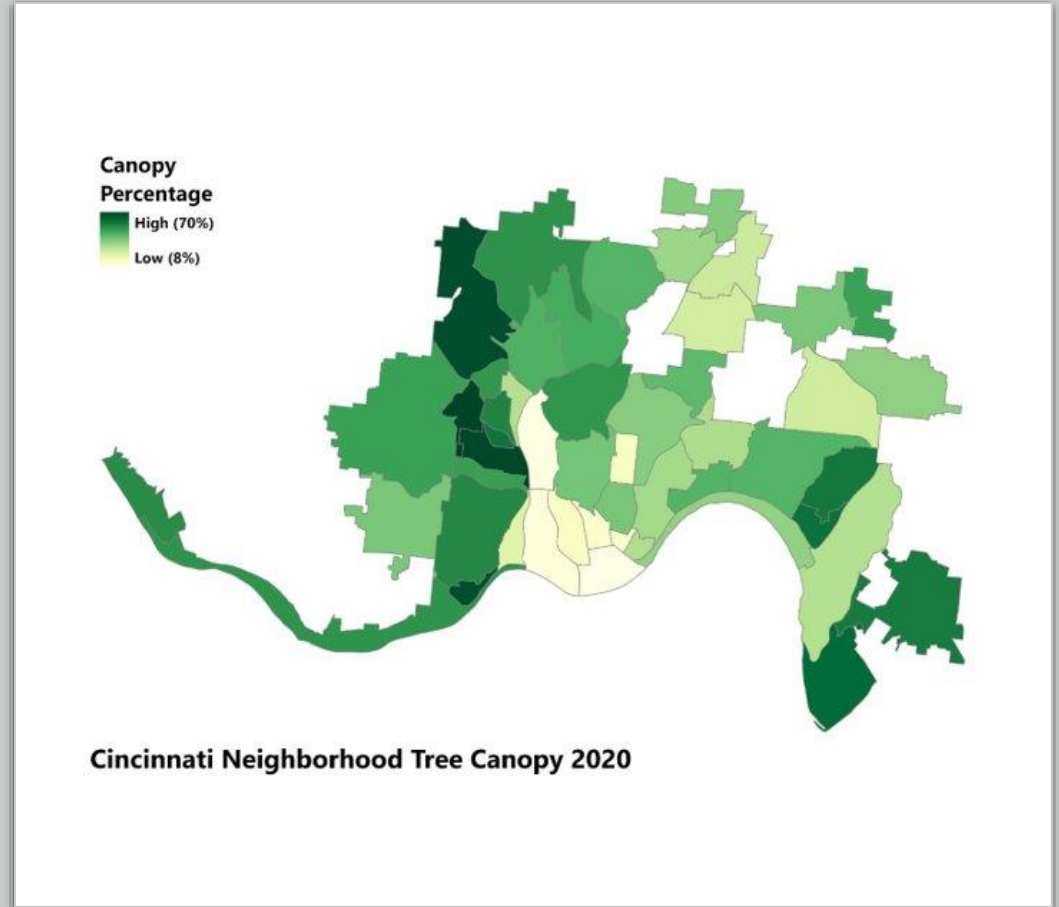 Canopy
Percentage
High (70%)
Low (8%)
Cincinnati Neighborhood Tree Canopy 2020